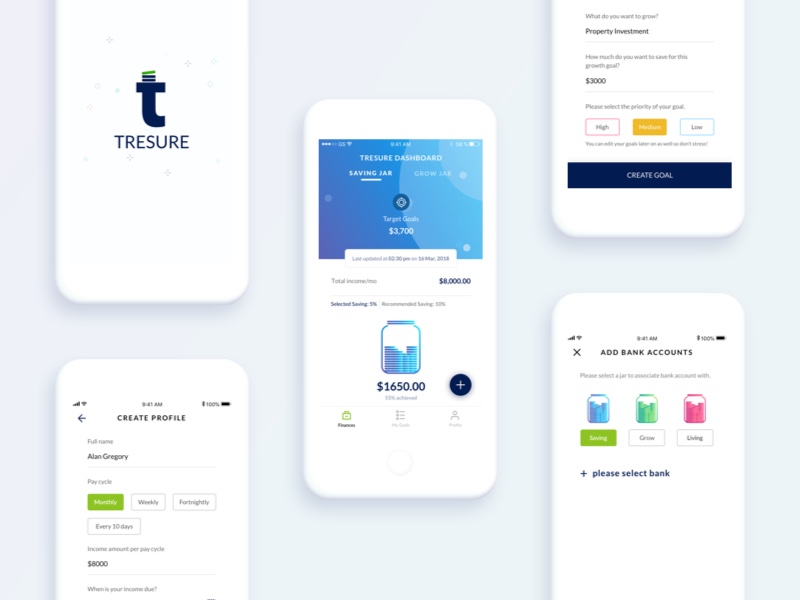 TRESURE
9:41 AM
100%
CREATE PROFILE
Full name
Alan Gregory
Pay cycle
Monthly
Weekly
Fortnightly
Every 10 days
Income amount per pay cycle
$8000
When is your income due?
GS
9:41 AM
58 %
TRESURE DASHBOARD
SAVING JAR
GROW JAR
Target Goals
$3,700
Last updated at 02:30 pm on 16 Mar, 2018
Total income/mo
$8,000.00
Selected Saving: 5%
Recommended Saving: 10%
$1650.00
55% achieved
Finances
My Goals
Profile
What do you want to grow?
Property Investment
How much do you want to save for this
growth goal?
$3000
Please select the priority of your goal.
High
Medium
Low
You can edit your goals later on as well so don't stress!
CREATE GOAL
9:41 AM
100%
ADD BANK ACCOUNTS
Please select a jar to associate bank account with.
Saving
Grow
Living
+ please select bank